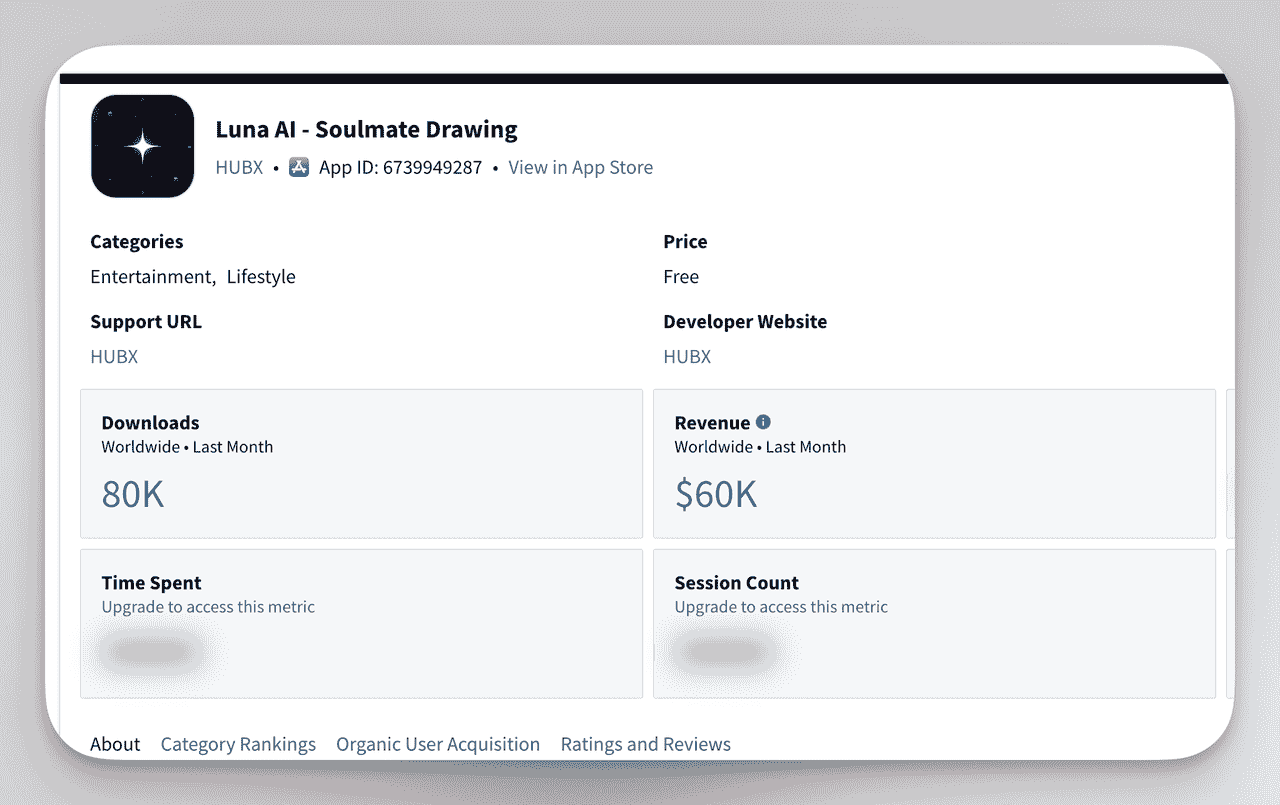 Luna AI - Soulmate Drawing
HUBX • App ID: 6739949287 • View in App Store
Categories
Entertainment, Lifestyle
Price
Free
Support URL
HUBX
Developer Website
HUBX
Downloads
Worldwide • Last Month
80K
Revenue
Worldwide • Last Month
$60K
Time Spent
Upgrade to access this metric
Session Count
Upgrade to access this metric
About Category Rankings Organic User Acquisition Ratings and Reviews